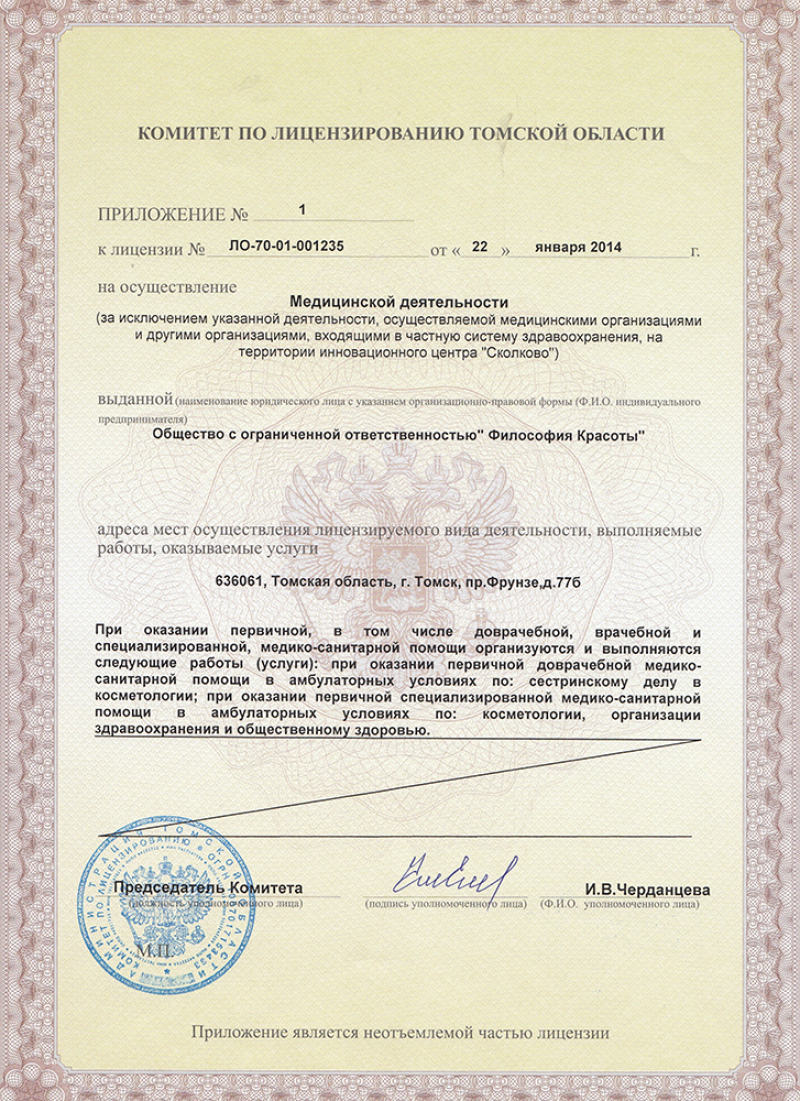 КОМИТЕТ ПО ЛИЦЕНЗИРОВАНИЮ ТОМСКОЙ ОБЛАСТИ
ПРИЛОЖЕНИЕ № 1
к лицензии № ЛО-70-01-001235 от « 22 » января 2014 г.
на осуществление
Медицинской деятельности
(за исключением указанной деятельности, осуществляемой медицинскими организациями
и другими организациями, входящими в частную систему здравоохранения, на
территории инновационного центра "Сколково")
выданной (наименование юридического лица с указанием организационно-правовой формы (Ф.И.О. индивидуального
предпринимателя)
Общество с ограниченной ответственностью" Философия Красоты"
адреса мест осуществления лицензируемого вида деятельности, выполняемые
работы, оказываемые услуги
636061, Томская область, г. Томск, пр.Фрунзе,д.77б
При оказании первичной, в том числе доврачебной, врачебной и
специализированной, медико-санитарной помощи организуются и выполняются
следующие работы (услуги): при оказании первичной доврачебной медико-
санитарной помощи в амбулаторных условиях по: сестринскому делу в
косметологии; при оказании первичной специализированной медико-санитарной
помощи в амбулаторных условиях по: косметологии, организации
здравоохранения и общественному здоровью.
АДМИНИСТРАЦИЯ ТОМСКОЙ ОБЛАСТИ
КОМИТЕТ ПО ЛИЦЕНЗИРОВАНИЮ
Председатель Комитета И.В.Черданцева
(должность уполномоченного лица) (подпись уполномоченного лица) (Ф.И.О. уполномоченного лица)
М.П.
Приложение является неотъемлемой частью лицензии